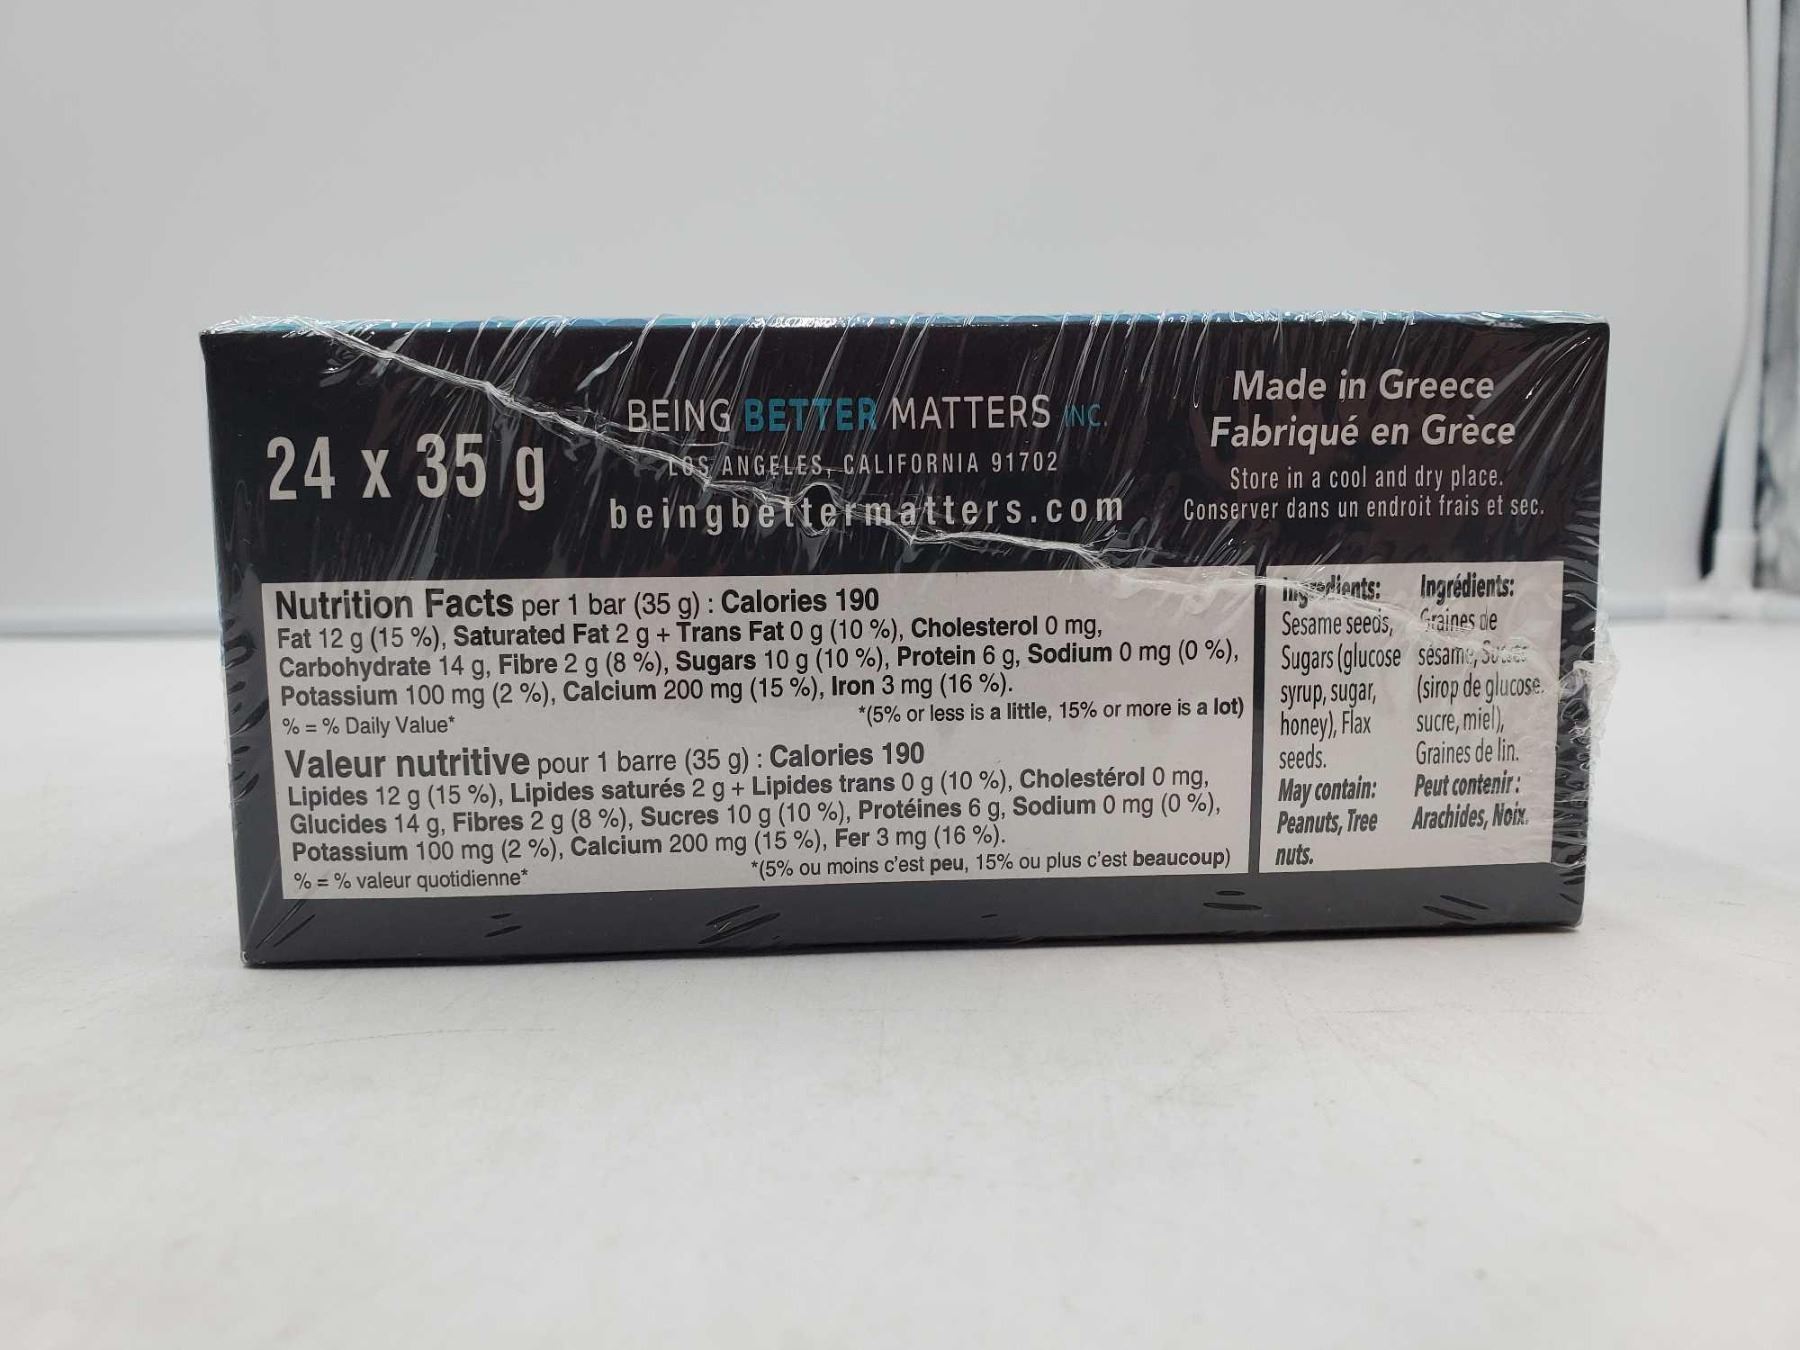 24 x 35 g
BEING BETTER MATTERS INC.
LOS ANGELES, CALIFORNIA 91702
beingbettermatters.com
Made in Greece
Fabriqué en Grèce
Store in a cool and dry place.
Conserver dans un endroit frais et sec.
Nutrition Facts per 1 bar (35 g) : Calories 190
Fat 12 g (15 %), Saturated Fat 2 g + Trans Fat 0 g (10 %), Cholesterol 0 mg,
Carbohydrate 14 g, Fibre 2 g (8 %), Sugars 10 g (10 %), Protein 6 g, Sodium 0 mg (0 %),
Potassium 100 mg (2 %), Calcium 200 mg (15 %), Iron 3 mg (16 %).
% = % Daily Value*
*(5% or less is a little, 15% or more is a lot)
Valeur nutritive pour 1 barre (35 g) : Calories 190
Lipides 12 g (15 %), Lipides saturés 2 g + Lipides trans 0 g (10 %), Cholestérol 0 mg,
Glucides 14 g, Fibres 2 g (8 %), Sucres 10 g (10 %), Protéines 6 g, Sodium 0 mg (0 %),
Potassium 100 mg (2 %), Calcium 200 mg (15 %), Fer 3 mg (16 %).
% = % valeur quotidienne*
*(5% ou moins c'est peu, 15% ou plus c'est beaucoup)
Ingredients:
Sesame seeds,
Sugars (glucose
syrup, sugar,
honey), Flax
seeds.
May contain:
Peanuts, Tree
nuts.
Ingrédients:
Graines de
sésame, Sucres
(sirop de glucose,
sucre, miel),
Graines de lin.
Peut contenir :
Arachides, Noix.